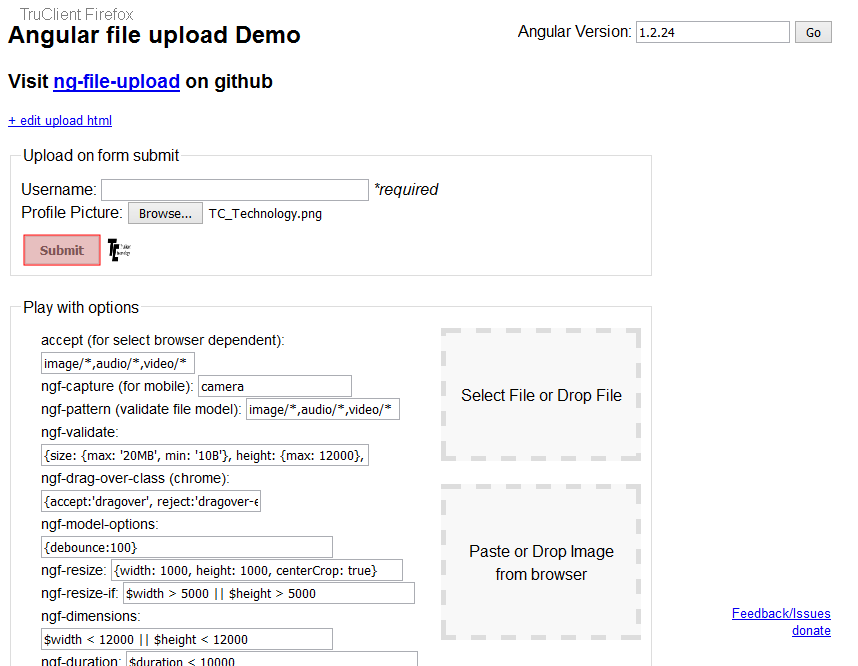 TruClient Firefox
Angular file upload Demo
Angular Version: 1.2.24 Go
Visit ng-file-upload on github
+ edit upload html
Upload on form submit
Username: *required
Profile Picture: Browse... TC_Technology.png
Submit
Play with options
accept (for select browser dependent):
image/*,audio/*,video/*
ngf-capture (for mobile): camera
ngf-pattern (validate file model): image/*,audio/*,video/*
ngf-validate:
{size: {max: '20MB', min: '10B'}, height: {max: 12000},
ngf-drag-over-class (chrome):
{accept:'dragover', reject:'dragover-e
ngf-model-options:
{debounce:100}
ngf-resize: {width: 1000, height: 1000, centerCrop: true}
ngf-resize-if: $width > 5000 || $height > 5000
ngf-dimensions:
$width < 12000 || $height < 12000
ngf-duration: $duration < 10000
Select File or Drop File
Paste or Drop Image
from browser
Feedback/Issues
donate